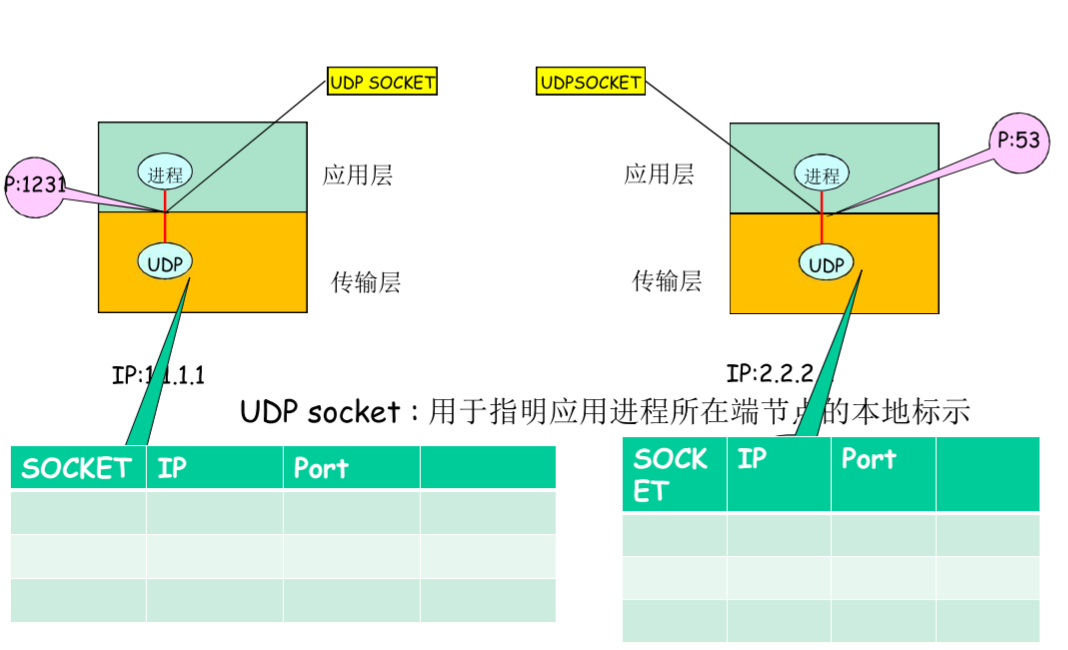 UDP SOCKET
UDPSOCKET
P:1231
进程
应用层
应用层
进程
P:53
UDP
传输层
传输层
UDP
IP:1.1.1.1
IP:2.2.2
UDP socket：用于指明应用进程所在端节点的本地标示
SOCKET IP Port
SOCK
ET IP Port